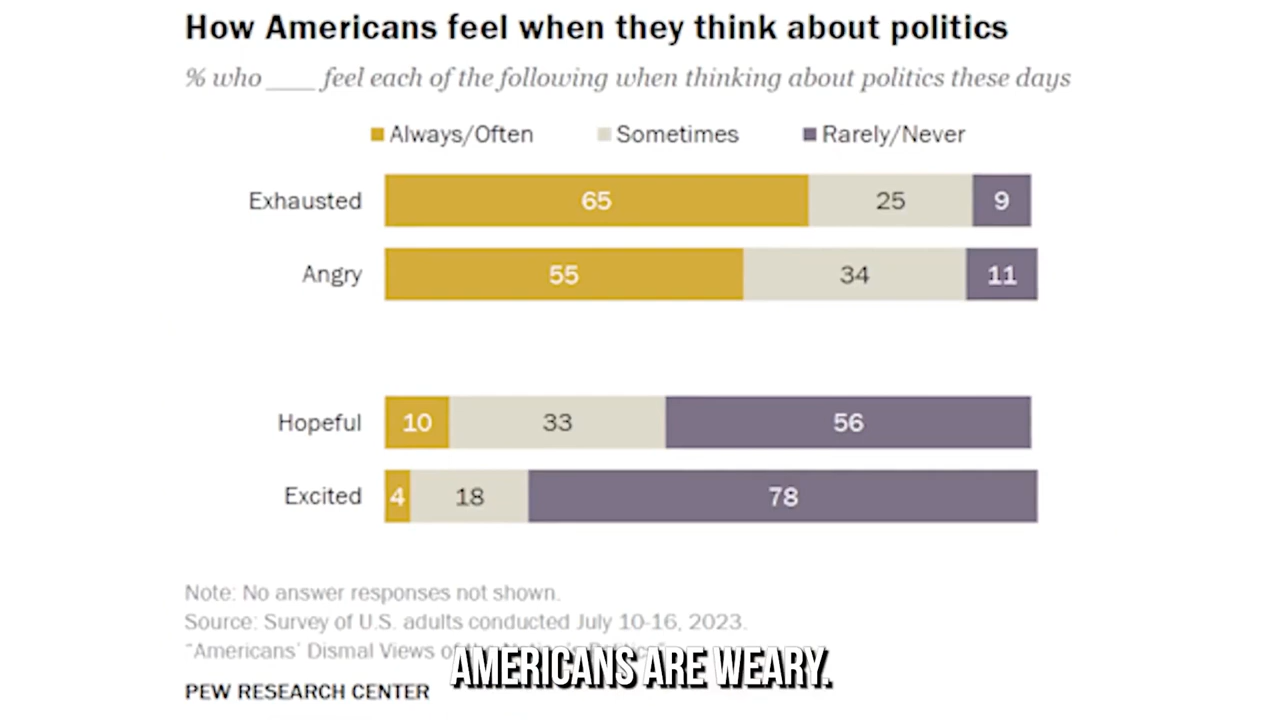 How Americans feel when they think about politics
% who ____ feel each of the following when thinking about politics these days
Always/Often Sometimes Rarely/Never
Exhausted 65 25 9
Angry 55 34 11
Hopeful 10 33 56
Excited 4 18 78
Note: No answer responses not shown.
Source: Survey of U.S. adults conducted July 10-16, 2023.
“Americans’ Dismal Views of the Nation’s Politics”
AMERICANS ARE WEARY.
PEW RESEARCH CENTER